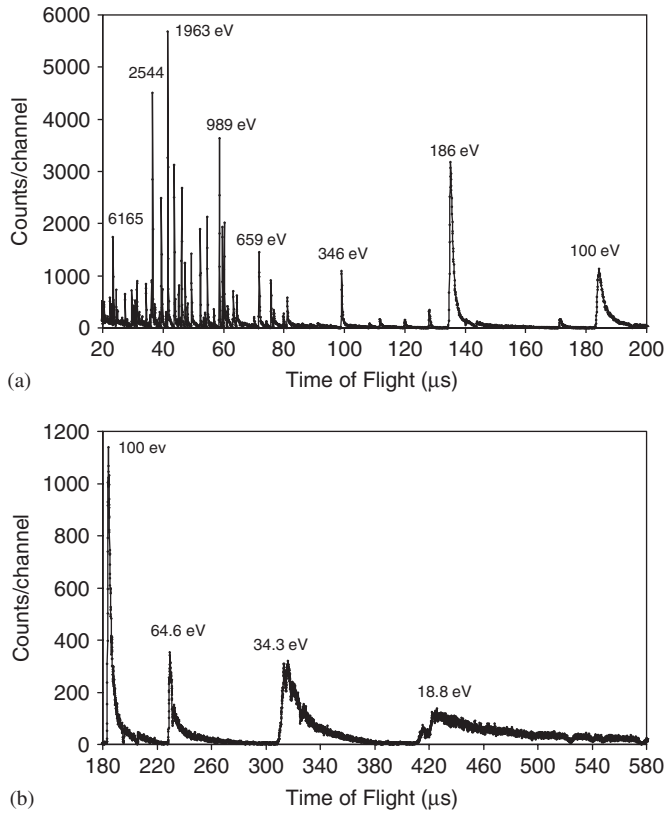 6000
5000
4000
3000
2000
1000
0
Counts/channel
6165
2544
1963 eV
989 eV
659 eV
346 eV
186 eV
100 eV
20 40 60 80 100 120 140 160 180 200
Time of Flight (μs)
(a)
1200
1000
800
600
400
200
0
Counts/channel
100 ev
64.6 eV
34.3 eV
18.8 eV
180 220 260 300 340 380 420 460 500 540 580
Time of Flight (μs)
(b)